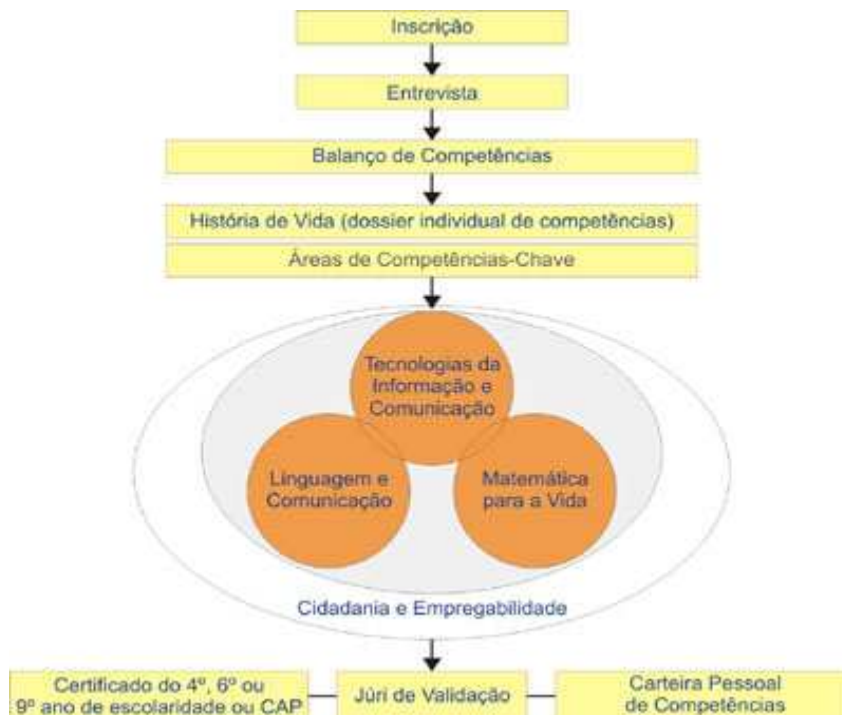 Inscrição
Entrevista
Balanço de Competências
História de Vida (dossier individual de competências)
Áreas de Competências-Chave
Tecnologias da
Informação e
Comunicação
Linguagem e
Comunicação
Matemática
para a Vida
Cidadania e Empregabilidade
Certificado do 4º, 6º ou
9º ano de escolaridade ou CAP
Júri de Validação
Carteira Pessoal
de Competências